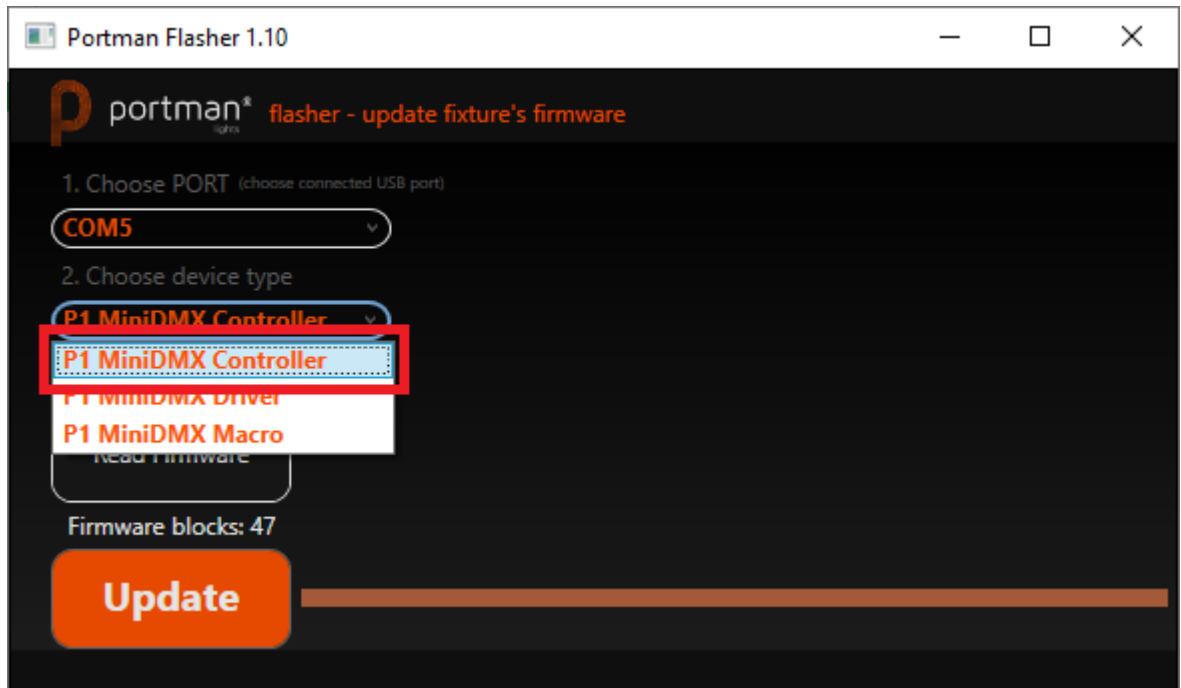 Portman Flasher 1.10
portman® flasher - update fixture's firmware
lights
1. Choose PORT (choose connected USB port)
COM5
2. Choose device type
P1 MiniDMX Controller
P1 MiniDMX Controller
P1 MiniDMX Driver
P1 MiniDMX Macro
Read Firmware
Firmware blocks: 47
Update